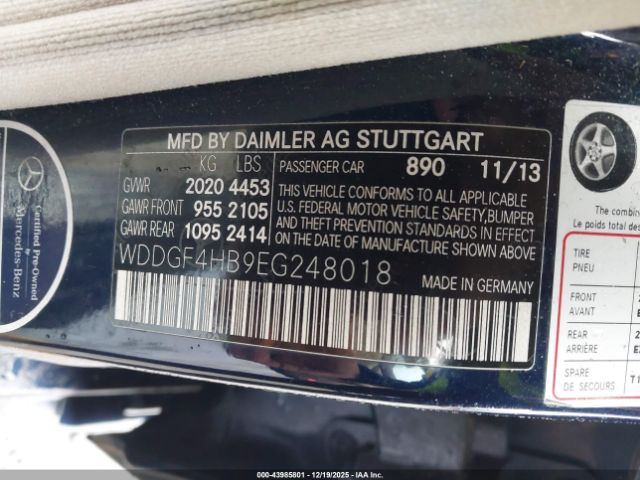 MFD BY DAIMLER AG STUTTGART
KG LBS
PASSENGER CAR 890 11/13
GVWR 2020 4453
GAWR FRONT 955 2105
GAWR REAR 1095 2414
THIS VEHICLE CONFORMS TO ALL APPLICABLE
U.S. FEDERAL MOTOR VEHICLE SAFETY,BUMPER
AND THEFT PREVENTION STANDARDS IN EFFECT
ON THE DATE OF MANUFACTURE SHOWN ABOVE
WDDGF4HB9EG248018
MADE IN GERMANY
Certified Pre-Owned
Mercedes-Benz
The combine
Le poids total des
TIRE
PNEU
FRONT
AVANT
REAR
ARRIÈRE
SPARE
DE SECOURS
000-43985801 - 12/19/2025 - IAAI.COM